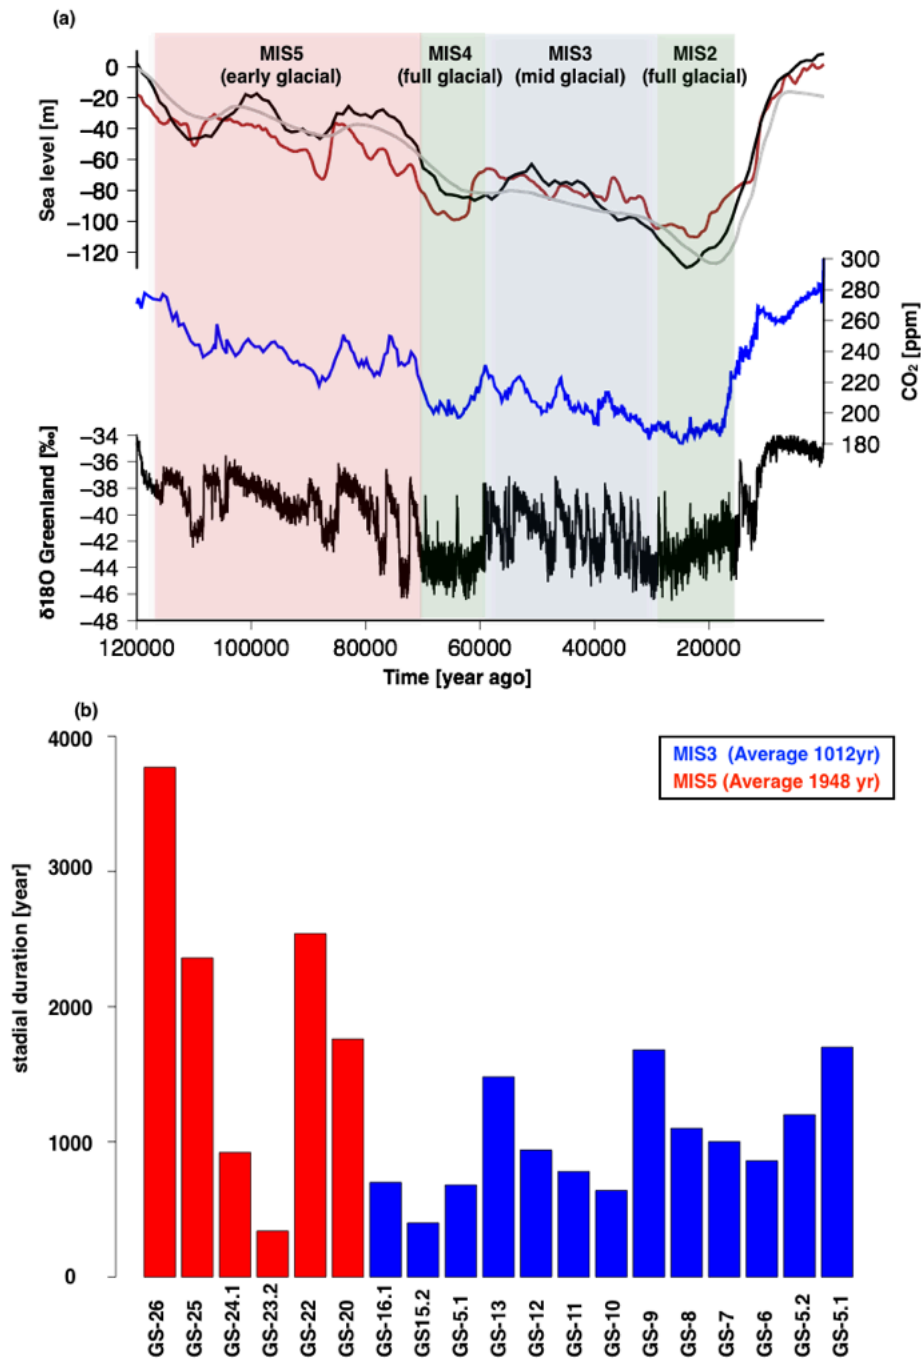 (a)
MIS5
(early glacial)
MIS4
(full glacial)
MIS3
(mid glacial)
MIS2
(full glacial)
Sea level [m]
0
−20
−40
−60
−80
−100
−120
300
280
260
240
220
200
180
CO₂ [ppm]
δ18O Greenland [‰]
−34
−36
−38
−40
−42
−44
−46
−48
120000 100000 80000 60000 40000 20000
Time [year ago]
(b)
stadial duration [year]
4000
3000
2000
1000
0
MIS3 (Average 1012yr)
MIS5 (Average 1948 yr)
GS-26
GS-25
GS-24.1
GS-23.2
GS-22
GS-20
GS-16.1
GS15.2
GS-5.1
GS-13
GS-12
GS-11
GS-10
GS-9
GS-8
GS-7
GS-6
GS-5.2
GS-5.1